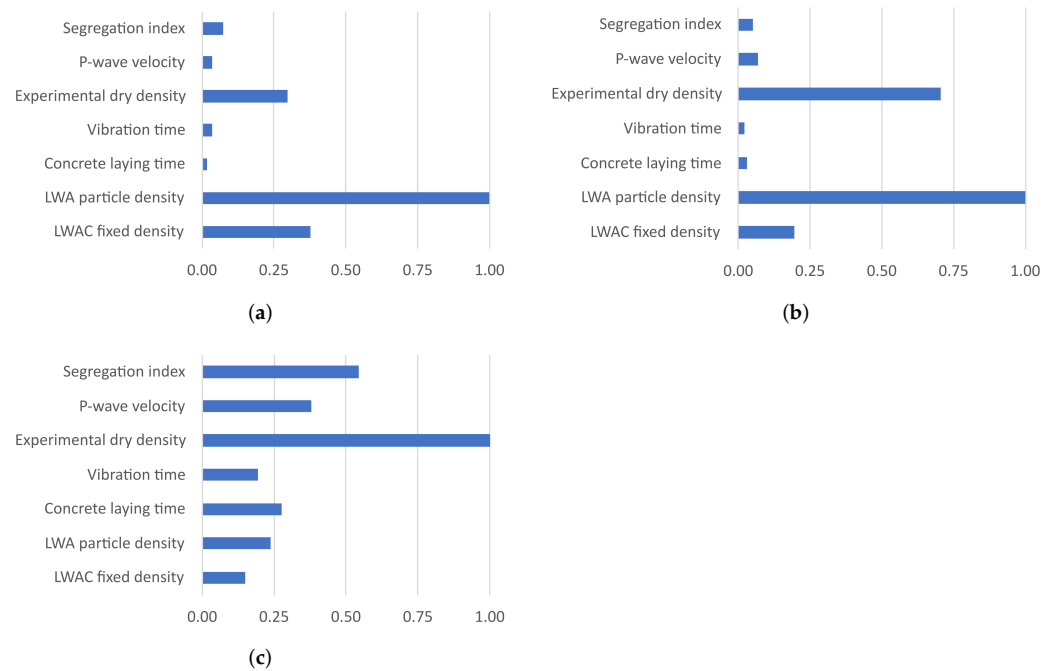 Segregation index
P-wave velocity
Experimental dry density
Vibration time
Concrete laying time
LWA particle density
LWAC fixed density
0.00 0.25 0.50 0.75 1.00
(a)
Segregation index
P-wave velocity
Experimental dry density
Vibration time
Concrete laying time
LWA particle density
LWAC fixed density
0.00 0.25 0.50 0.75 1.00
(b)
Segregation index
P-wave velocity
Experimental dry density
Vibration time
Concrete laying time
LWA particle density
LWAC fixed density
0.00 0.25 0.50 0.75 1.00
(c)